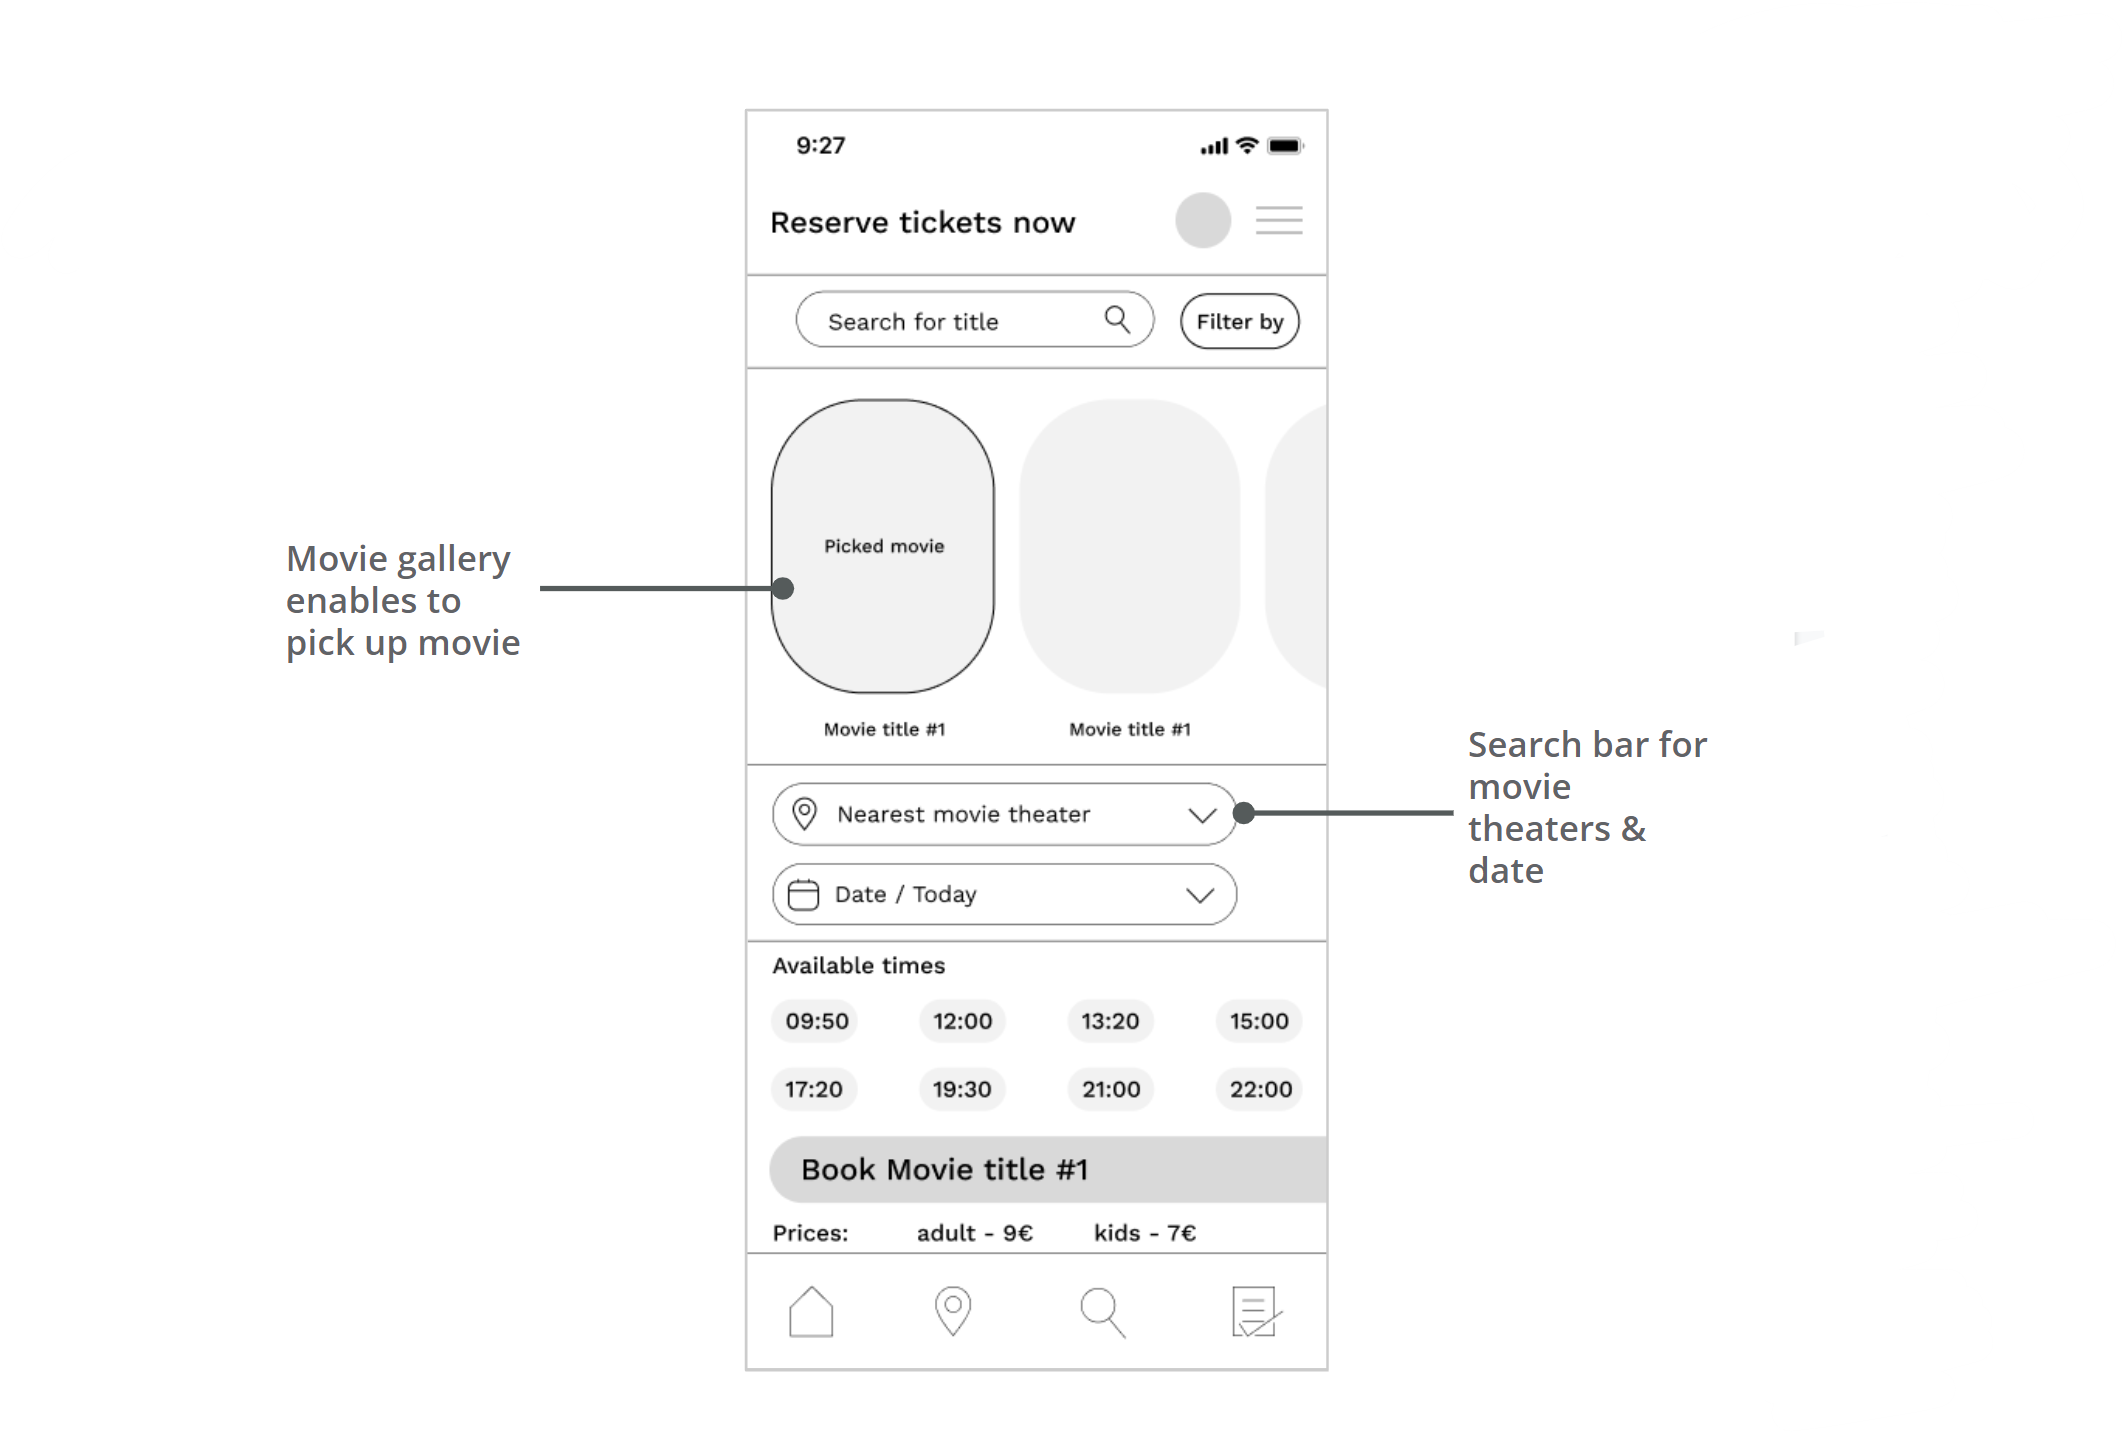 9:27
Reserve tickets now
Search for title
Filter by
Picked movie
Movie gallery
enables to
pick up movie
Movie title #1
Movie title #1
Search bar for
movie
theaters &
date
Nearest movie theater
Date / Today
Available times
09:50 12:00 13:20 15:00
17:20 19:30 21:00 22:00
Book Movie title #1
Prices: adult - 9€ kids - 7€